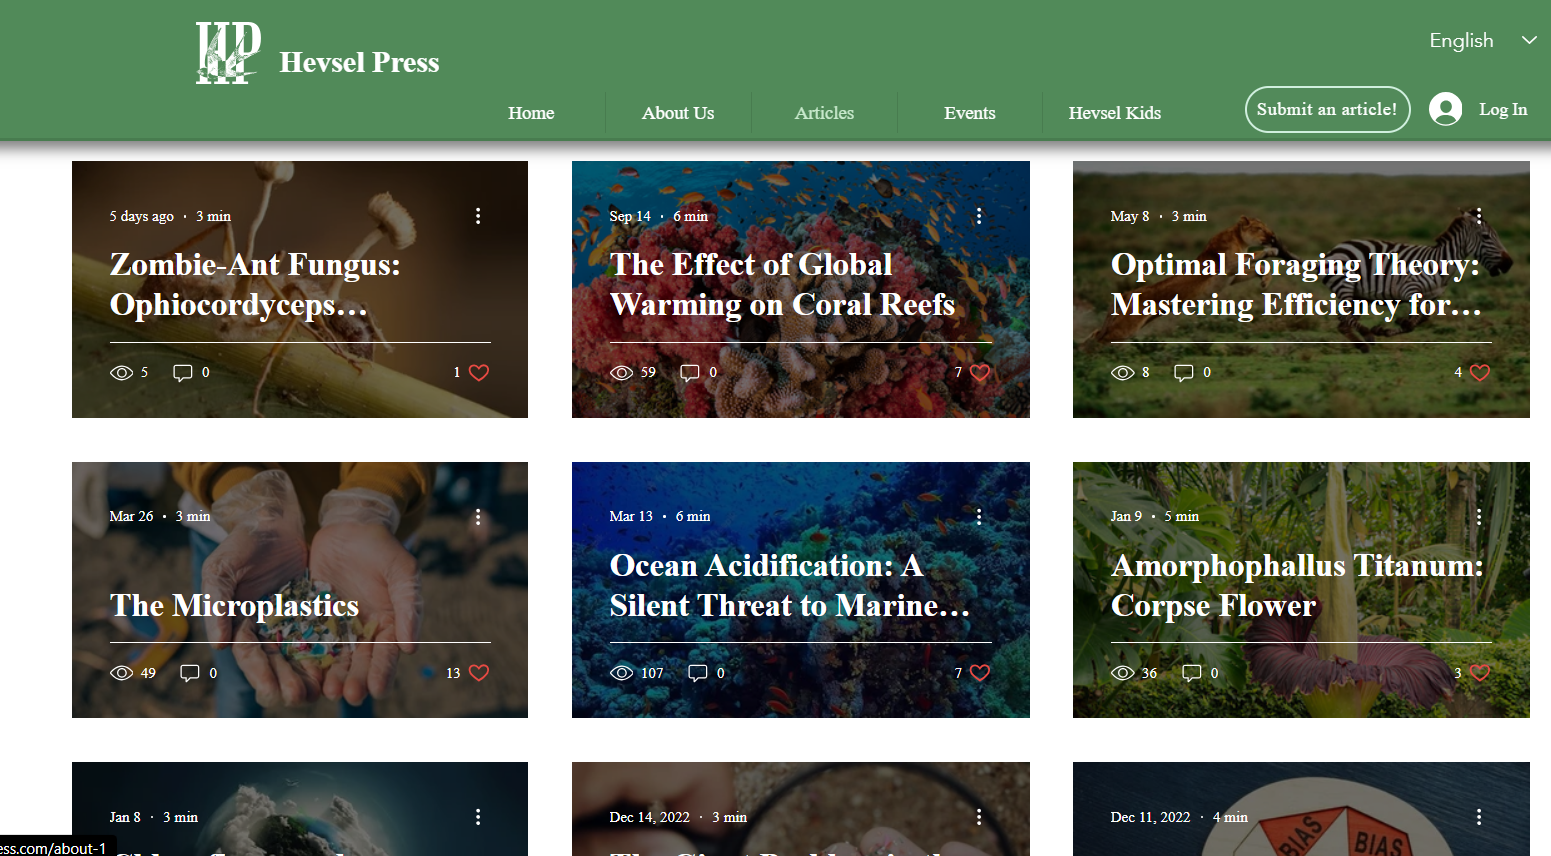 English
HP
Hevsel Press
Home
About Us
Articles
Events
Hevsel Kids
Submit an article!
Log In
5 days ago · 3 min
Zombie-Ant Fungus:
Ophiocordyceps…
5
0
1
Sep 14 · 6 min
The Effect of Global
Warming on Coral Reefs
59
0
7
May 8 · 3 min
Optimal Foraging Theory:
Mastering Efficiency for…
8
0
4
Mar 26 · 3 min
The Microplastics
49
0
13
Mar 13 · 6 min
Ocean Acidification: A
Silent Threat to Marine…
107
0
7
Jan 9 · 5 min
Amorphophallus Titanum:
Corpse Flower
36
0
3
Jan 8 · 3 min
Dec 14, 2022 · 3 min
Dec 11, 2022 · 4 min
BIAS
BIAS
ess.com/about-1